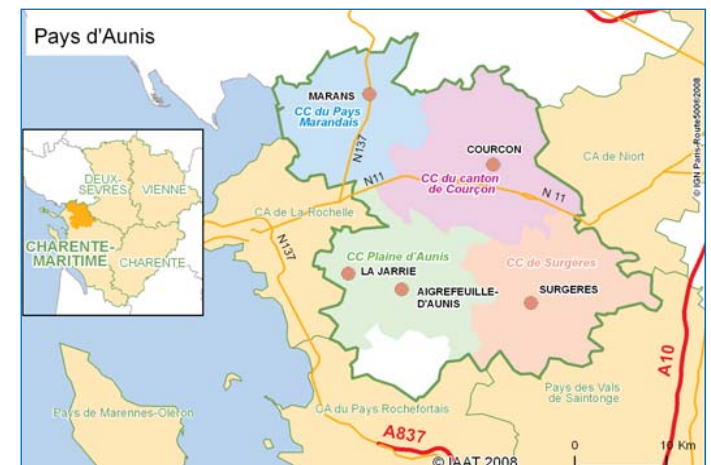 Pays d'Aunis
MARANS
CC du Pays
Marandais
N137
COURCON
CC du canton
de Courçon
N11
N 11
CA de Niort
© IGN Paris-Route500®2008
DEUX-
SEVRES
VIENNE
CHARENTE-
MARITIME
CHARENTE
CA de La Rochelle
N137
CC Plaine d'Aunis
LA JARRIE
AIGREFEUILLE-
D'AUNIS
CC de Surgères
SURGERES
A10
Pays des Vals
de Saintonge
Pays de Marennes-Oléron
CA du Pays Rochefortais
A837
0
10 Km
© IAAT 2008